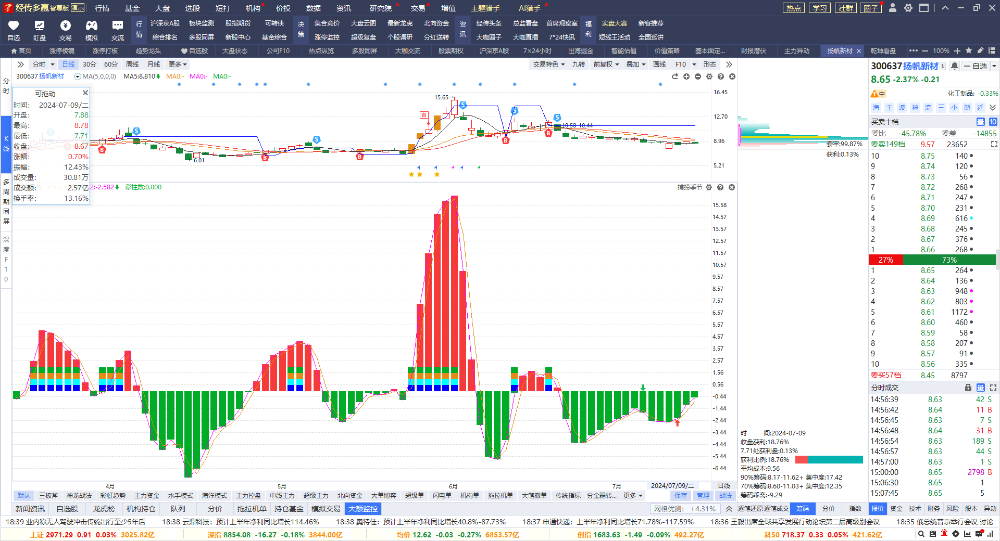 经传多赢 智尊版 演示 行情 基金 大盘 选股 短打 机构 价投 数据 资讯 研究院 交易 增值 主题猎手 AI猎手 热点 学习 社群 圈子
自选 盯盘 交易 模拟 交流
行情 沪深京A股 板块监测 股指期货 可转债 决策 集合竞价 大盘云图 最新龙虎 北向资金 资讯 经传头条 总监看盘 首席观察室 福利 实盘大赛 新客推荐
综合排名 多股同屏 新股中心 基金综合 涨停监控 超级复盘 个股调研 分红送转 大咖圈子 大咖直播 7*24快讯 短线王活动 全国巡讲
首页 涨停棱镜 涨停打板 趋势龙头 自选股 大盘状态 公司F10 热点纵览 多股同屏 大咖交流 股票期权 沪深京A股 7×24小时 出海掘金 智能估值 价值策略 基本面定... 财报潜伏 主力异动 扬帆新材 × 乾坤看盘 ••• 100%
分时 日线 30分 60分 周线 月线 更多 交易特色 九转 前复权 叠加 画线 F10 形态
300637 扬帆新材 MA(5,0,0,0) MA5:8.810 MA0:- MA0:- MA0:-
分时
K线
多周期同屏
深度F10
可拖动
时间: 2024-07-09/二
开盘: 7.88
最高: 8.78
最低: 7.71
收盘: 8.67
涨幅: 0.70%
振幅: 12.43%
成交量: 30.81万
成交额: 2.57亿
换手率: 13.16%
15.65
10.58 10.44
6.01
自
S
B
16.45
12.70
8.96
5.21
2:-2.582 彩柱数:0.000 捕捞季节
15.58
14.57
13.57
12.57
11.57
10.57
9.57
8.57
7.57
6.57
5.57
4.57
3.57
2.57
1.56
0.56
-0.44
-1.44
-2.44
-3.44
-4.44
-5.44
-6.44
4月 5月 6月 7月 2024/07/09/二 日线
默认 三板斧 神龙战法 彩虹趋势 主力资金 水手模式 海洋模式 主力控盘 中线主力 超级主力 北向资金 大单博弈 超级单 闪电单 机构单 拖拉机单 大笔撤单 传统指标 分金弱转... 更多 保存 管理 战法
新闻资讯 自选股 龙虎榜 机构持仓 队列 分价 拖拉机单 持仓基金 模拟交易 大额监控 网格优测: +4.31%
套牢:99.87%
获利:0.13%
时 间:2024-07-09
收盘获利:18.76%
7.71处获利盘:0.13%
获利比例:18.76%
平均成本:9.56
90%筹码:8.17-11.62+ 集中度:17.42
70%筹码:8.60-11.03+ 集中度:12.35
筹码乖离:-9.29
逐笔还原 逐笔成交 筹码 分价 指数
300637 扬帆新材 自选
8.65 -2.37% -0.21
中 化工制品: -0.33%
海 主 波 神 流 三 小 熊 近
买卖十档 量 10
委比 -45.78% 委差 -14855
委卖149档 9.57 23652
10 8.75 140
9 8.74 120
8 8.73 56
7 8.72 268
6 8.71 247
5 8.70 231
4 8.69 616
3 8.68 245
2 8.67 376
1 8.66 268
27% 73%
1 8.65 264
2 8.64 136
3 8.63 948
4 8.62 803
5 8.61 1172
6 8.60 460
7 8.59 58
8 8.58 207
9 8.57 91
10 8.56 335
委买57档 8.45 8797
分时成交 量
14:56:39 8.63 42 S
14:56:42 8.64 11 B
14:56:45 8.63 7 S
14:56:48 8.64 31 B
14:56:54 8.63 189 S
14:56:57 8.63 44 S
14:57:00 8.63 1 S
15:00:00 8.65 2798 B
15:06:30 8.65 1
15:07:45 8.65 5
报价 资金 技术 财务 风险 股本 异动
18:39 业内称无人驾驶冲击传统出行至少5年后 18:38 云鼎科技：预计上半年净利同比增长114.46% 18:38 奥特佳：预计上半年净利同比增长40.8%-87.73% 18:37 申通快递：上半年净利同比增长71.78%-117.59% 18:36 王毅出席全球共享发展行动论坛第二届高级别会议 18:35 俄总统普京举行会议 讨论
上证 2971.29 0.91 0.03% 3025.82亿 深指 8854.08 -16.27 -0.18% 3844.00亿 均价 12.62 -0.03 -0.27% 6853.57亿 创指 1683.63 -1.49 -0.09% 492.27亿 科50 718.37 0.33 0.05% 421.62亿